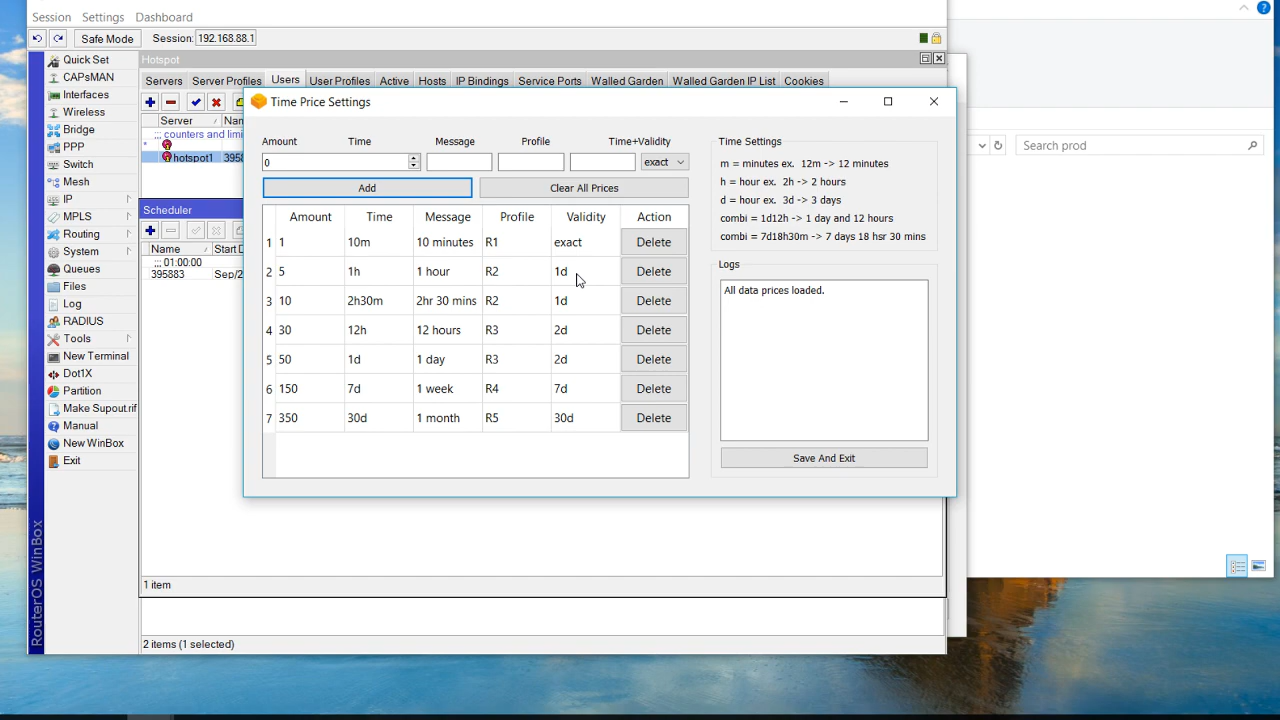 Session Settings Dashboard
Safe Mode Session: 192.168.88.1
Hotspot
Servers Server Profiles Users User Profiles Active Hosts IP Bindings Service Ports Walled Garden Walled Garden IP List Cookies
Server
;;; counters and limi
hotspot1 3958
Scheduler
Name Start D
;;; 01:00:00
395883 Sep/2
1 item
2 items (1 selected)
Quick Set
CAPsMAN
Interfaces
Wireless
Bridge
PPP
Switch
Mesh
IP
MPLS
Routing
System
Queues
Files
Log
RADIUS
Tools
New Terminal
Dot1X
Partition
Make Supout.rif
Manual
New WinBox
Exit
RouterOS WinBox
Time Price Settings
Amount Time Message Profile Time+Validity
0 exact
Add Clear All Prices
Amount Time Message Profile Validity Action
1 1 10m 10 minutes R1 exact Delete
2 5 1h 1 hour R2 1d Delete
3 10 2h30m 2hr 30 mins R2 1d Delete
4 30 12h 12 hours R3 2d Delete
5 50 1d 1 day R3 2d Delete
6 150 7d 1 week R4 7d Delete
7 350 30d 1 month R5 30d Delete
Time Settings
m = minutes ex. 12m -> 12 minutes
h = hour ex. 2h -> 2 hours
d = hour ex. 3d -> 3 days
combi = 1d12h -> 1 day and 12 hours
combi = 7d18h30m -> 7 days 18 hsr 30 mins
Logs
All data prices loaded.
Save And Exit
Search prod